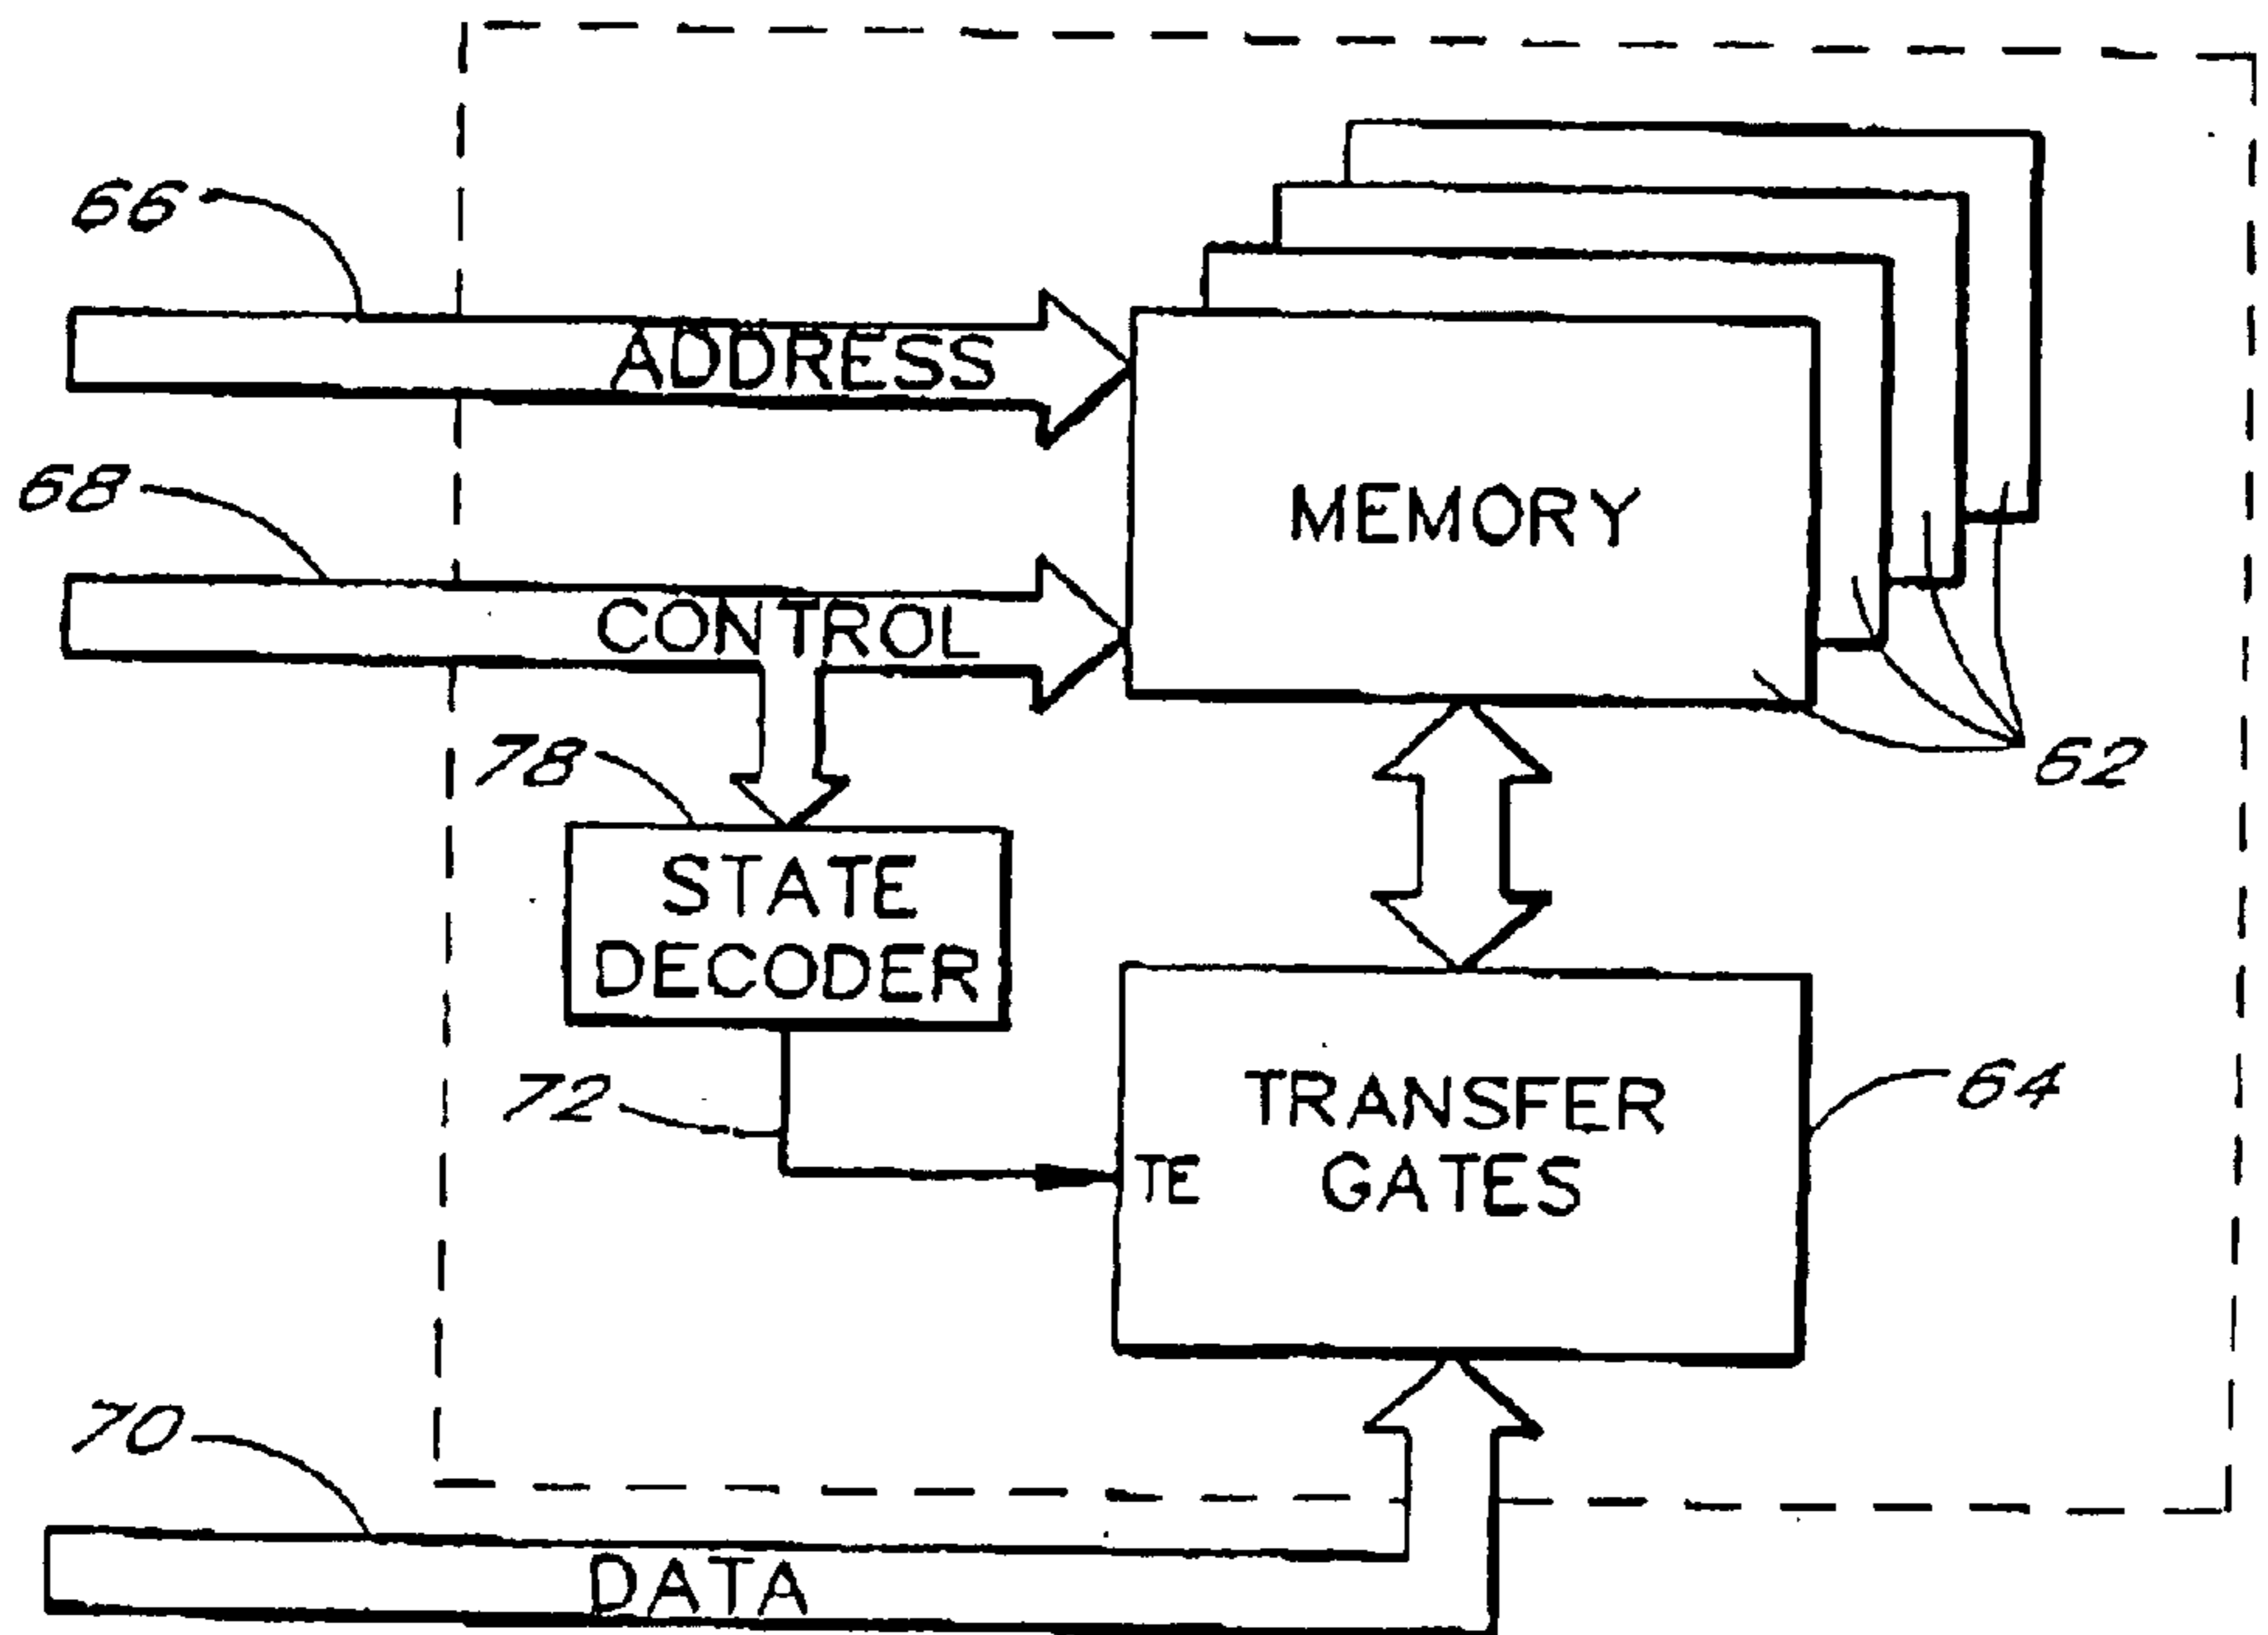 66
ADDRESS
68
MEMORY
CONTROL
78
62
STATE
DECODER
72
TRANSFER
GATES
TE
64
70
DATA